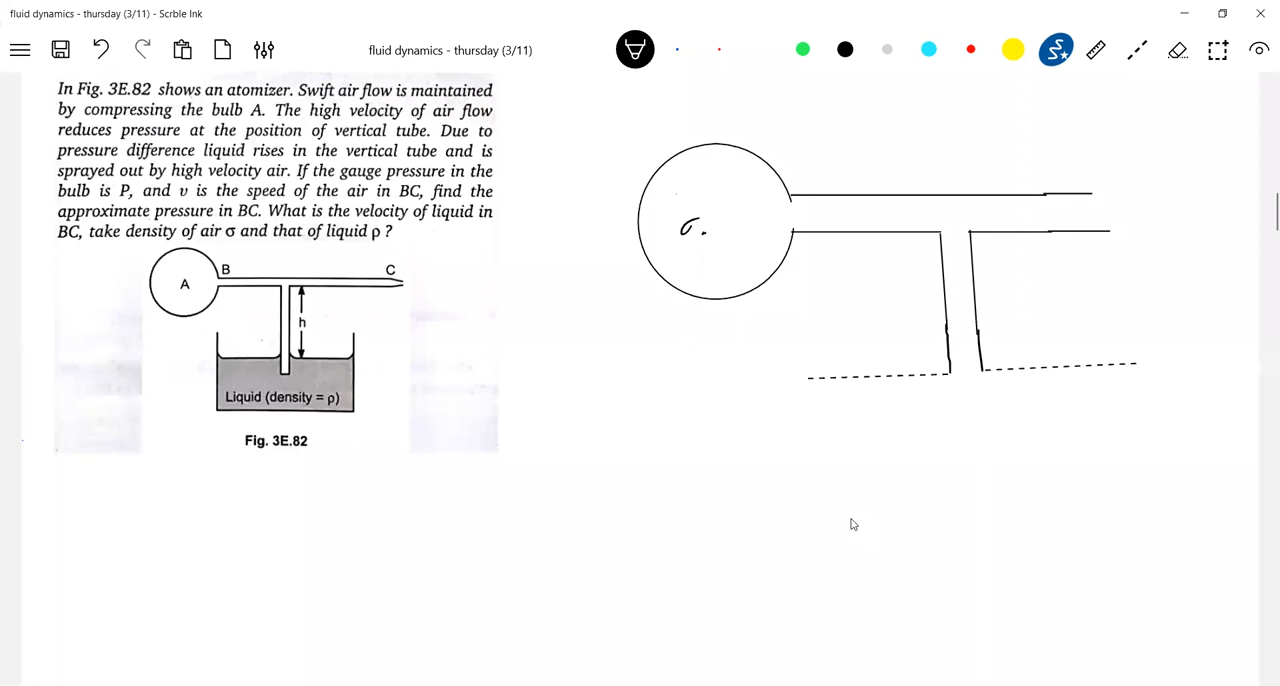 fluid dynamics - thursday (3/11) - Scrble Ink
fluid dynamics - thursday (3/11)
In Fig. 3E.82 shows an atomizer. Swift air flow is maintained
by compressing the bulb A. The high velocity of air flow
reduces pressure at the position of vertical tube. Due to
pressure difference liquid rises in the vertical tube and is
sprayed out by high velocity air. If the gauge pressure in the
bulb is P, and v is the speed of the air in BC, find the
approximate pressure in BC. What is the velocity of liquid in
BC, take density of air σ and that of liquid ρ ?
A
B
C
h
Liquid (density = ρ)
Fig. 3E.82
σ.